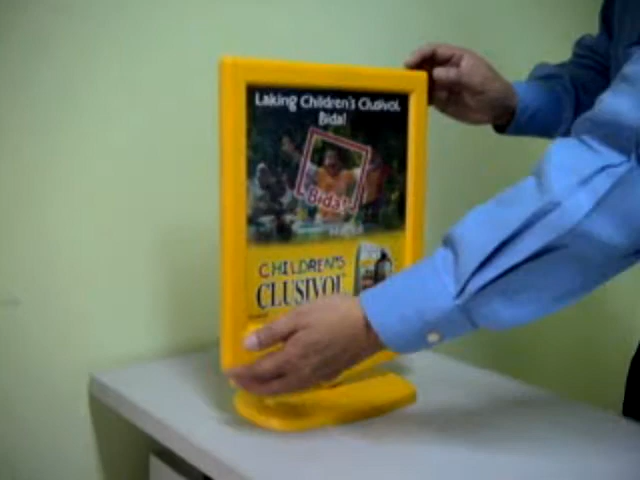 Laking Children's Clusivol,
Bida!
Bida!
CHILDREN'S
CLUSIVOL